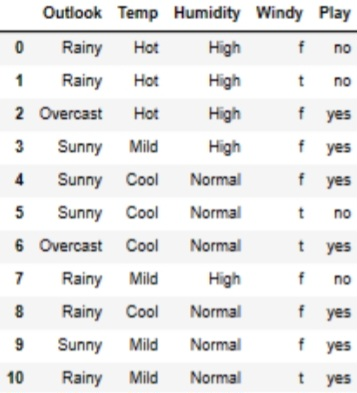 Outlook Temp Humidity Windy Play
0 Rainy Hot High f no
1 Rainy Hot High t no
2 Overcast Hot High f yes
3 Sunny Mild High f yes
4 Sunny Cool Normal f yes
5 Sunny Cool Normal t no
6 Overcast Cool Normal t yes
7 Rainy Mild High f no
8 Rainy Cool Normal f yes
9 Sunny Mild Normal f yes
10 Rainy Mild Normal t yes